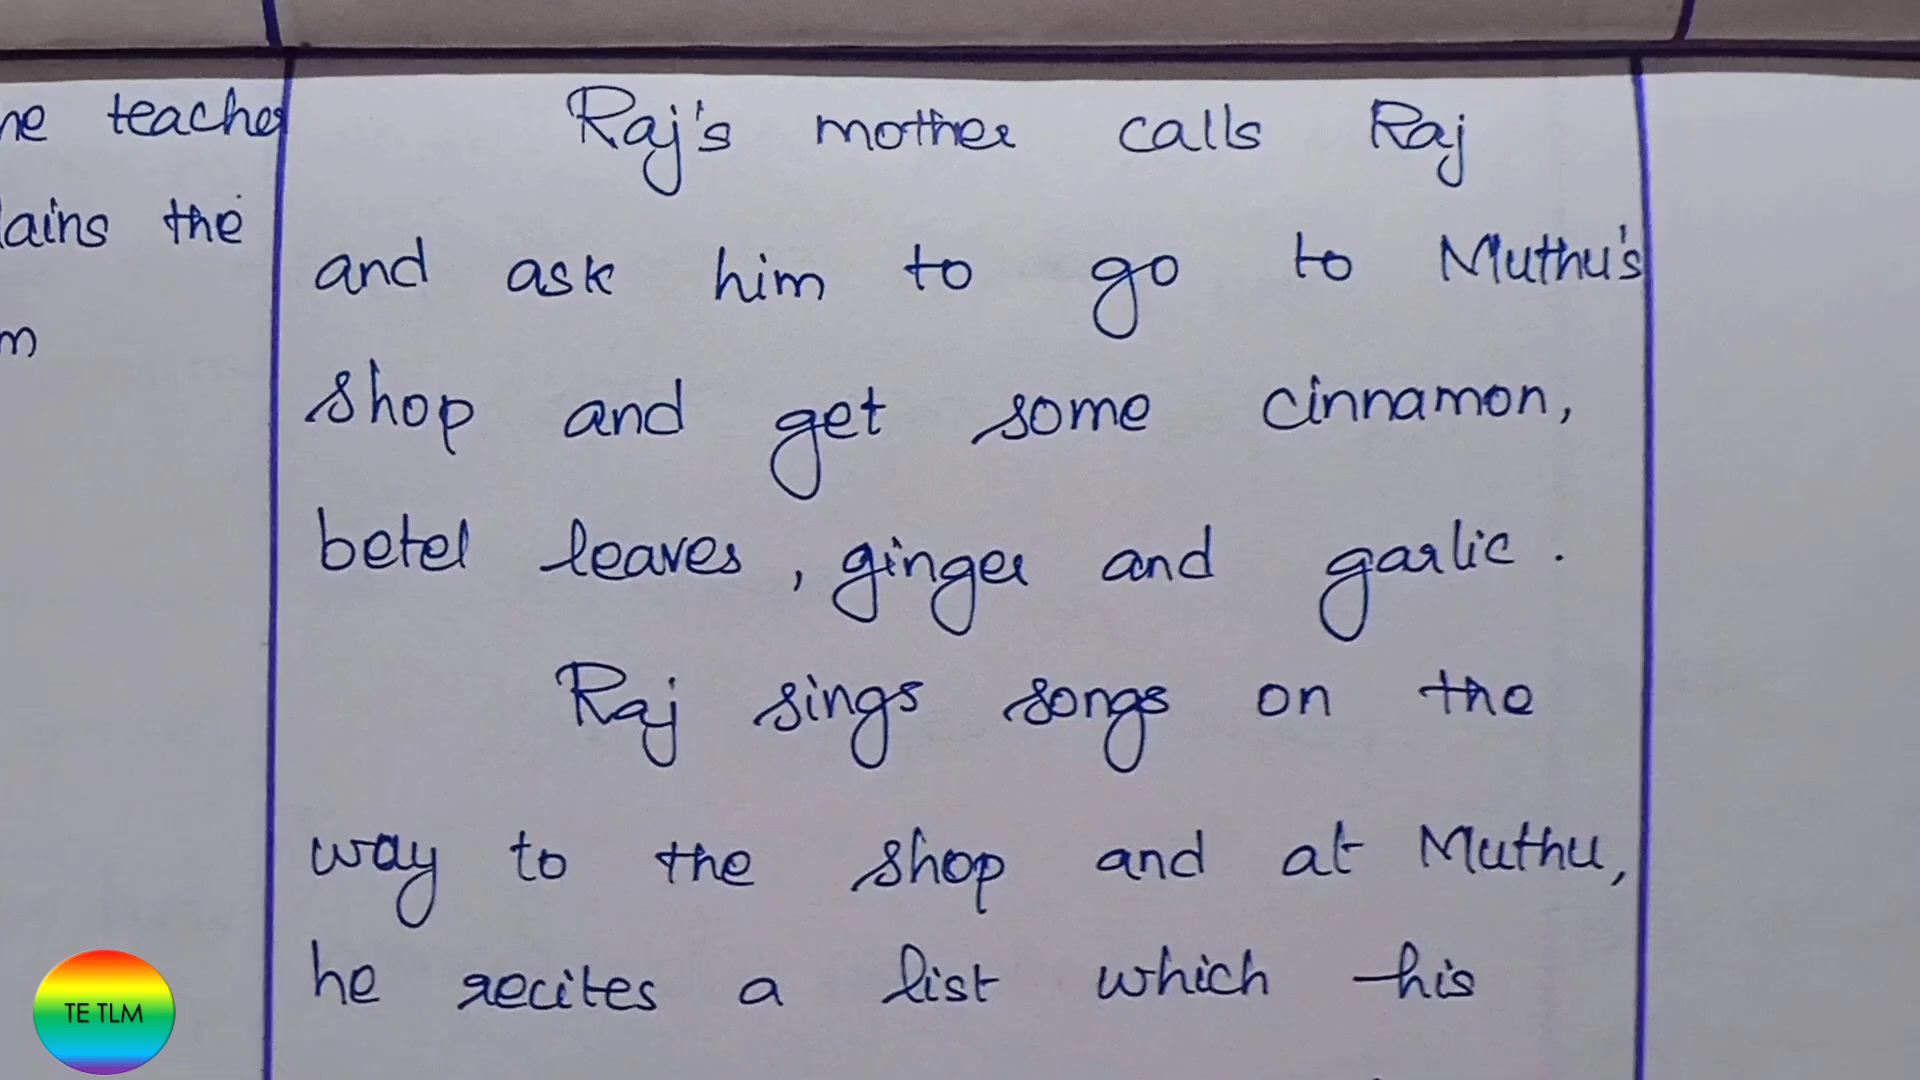 teacher
the
Raj's mother calls Raj
and ask him to go to Muthu's
shop and get some cinnamon,
betel leaves, ginger and garlic.
Raj sings songs on the
way to the shop and at Muthu,
he recites a list which his
TE TLM